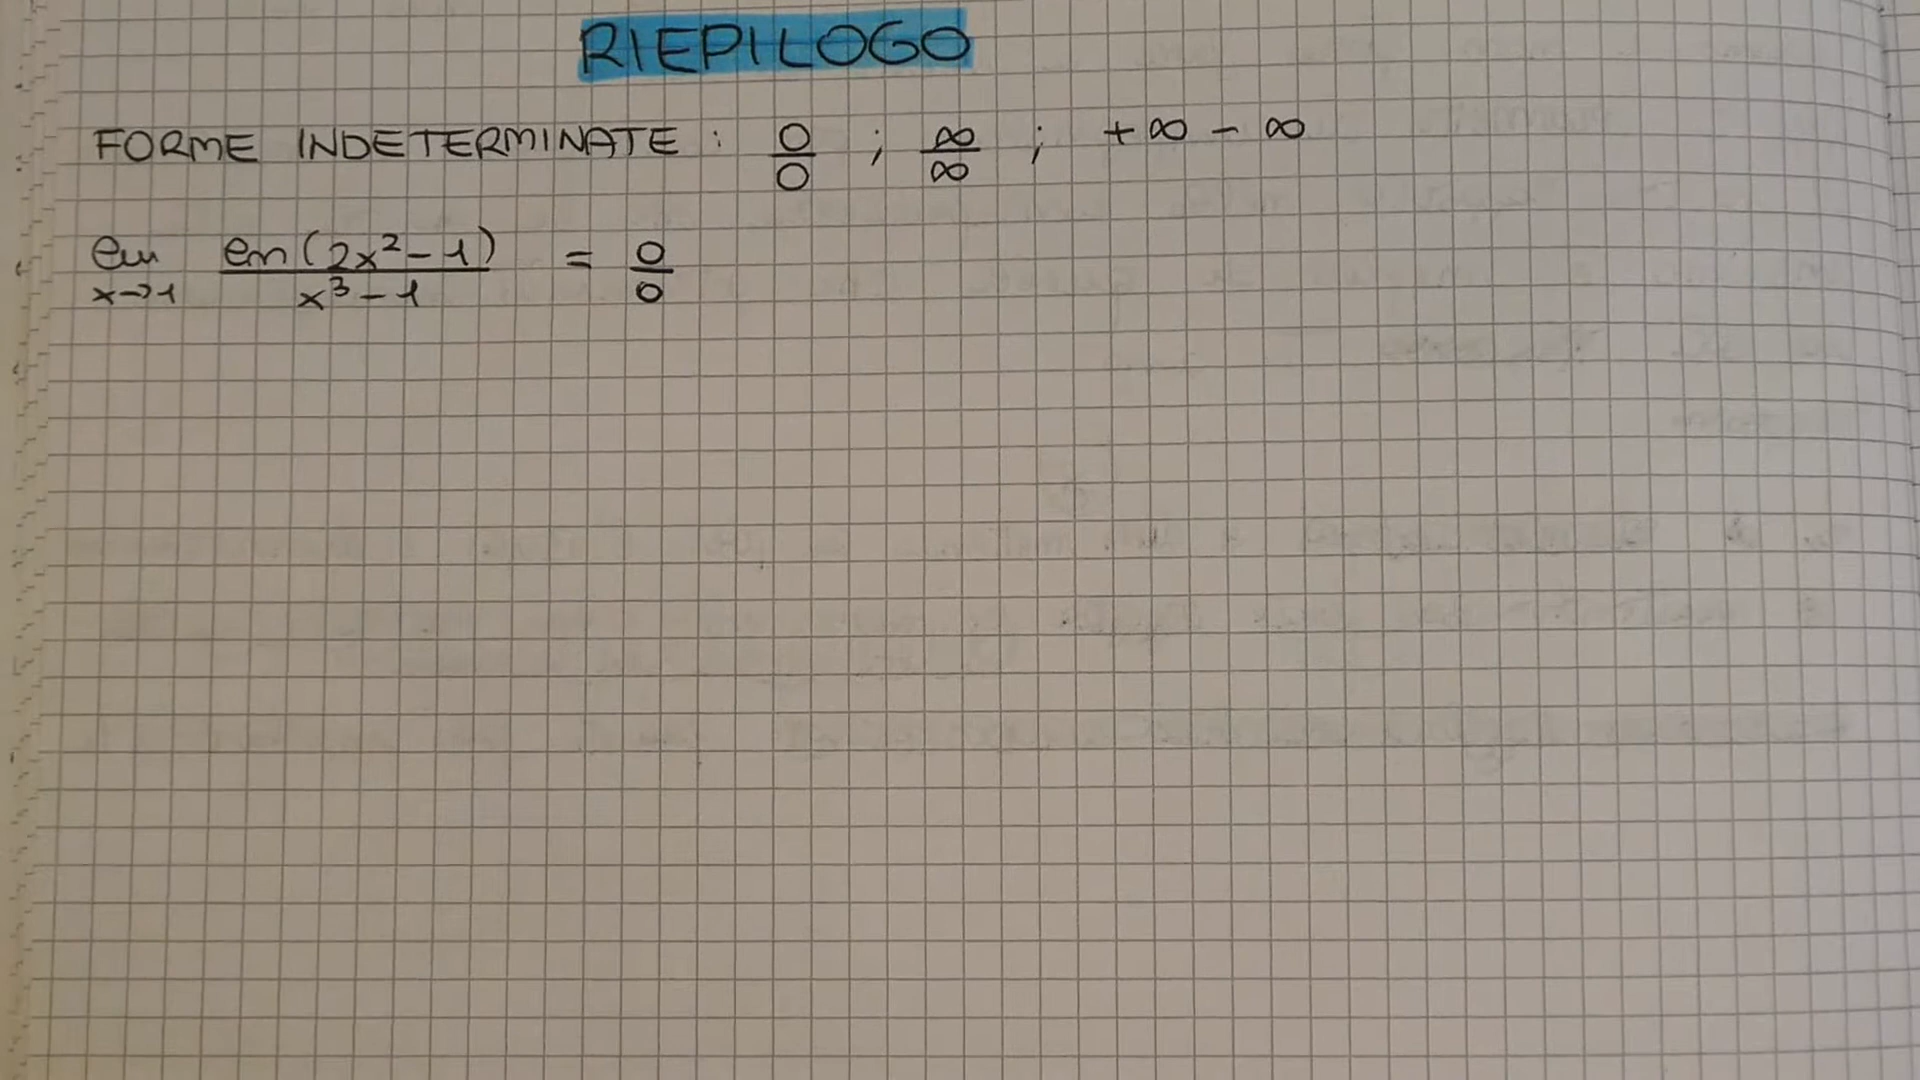 RIEPILOGO
FORME INDETERMINATE : 0/0 ; ∞/∞ ; +∞ - ∞
lim x→1 ln(2x²-1)/x³-1 = 0/0